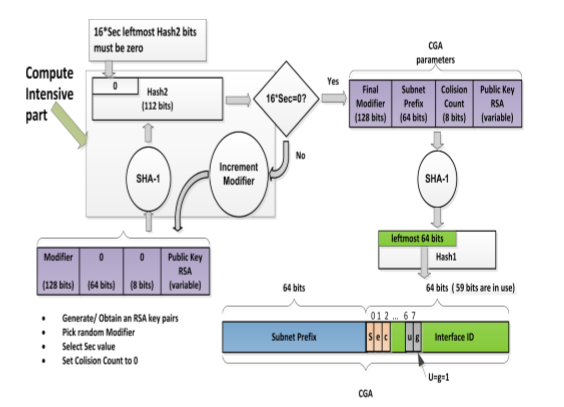 16*Sec leftmost Hash2 bits
must be zero
Compute
Intensive
part
0
Hash2
(112 bits)
16*Sec=0?
Yes
No
SHA-1
Increment
Modifier
Modifier
(128 bits)
0
(64 bits)
0
(8 bits)
Public Key
RSA
(variable)
• Generate/ Obtain an RSA key pairs
• Pick random Modifier
• Select Sec value
• Set Colision Count to 0
CGA
parameters
Final
Modifier
(128 bits)
Subnet
Prefix
(64 bits)
Colision
Count
(8 bits)
Public Key
RSA
(variable)
SHA-1
leftmost 64 bits
Hash1
64 bits
64 bits ( 59 bits are in use)
0 1 2 ... 6 7
Subnet Prefix
S e c
u g
Interface ID
U=g=1
CGA